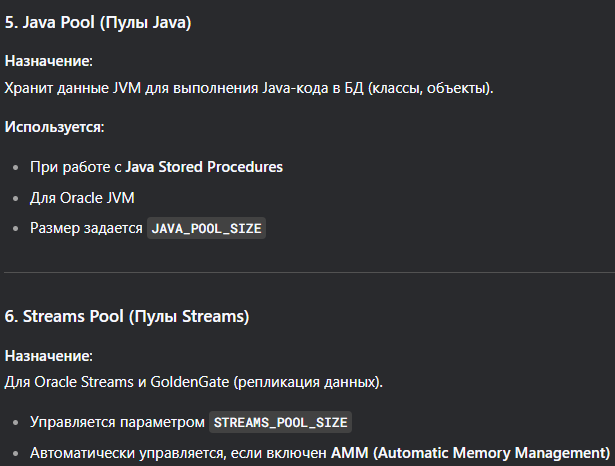 5. Java Pool (Пулы Java)
Назначение:
Хранит данные JVM для выполнения Java-кода в БД (классы, объекты).
Используется:
• При работе с Java Stored Procedures
• Для Oracle JVM
• Размер задается JAVA_POOL_SIZE
6. Streams Pool (Пулы Streams)
Назначение:
Для Oracle Streams и GoldenGate (репликация данных).
• Управляется параметром STREAMS_POOL_SIZE
• Автоматически управляется, если включен AMM (Automatic Memory Management)